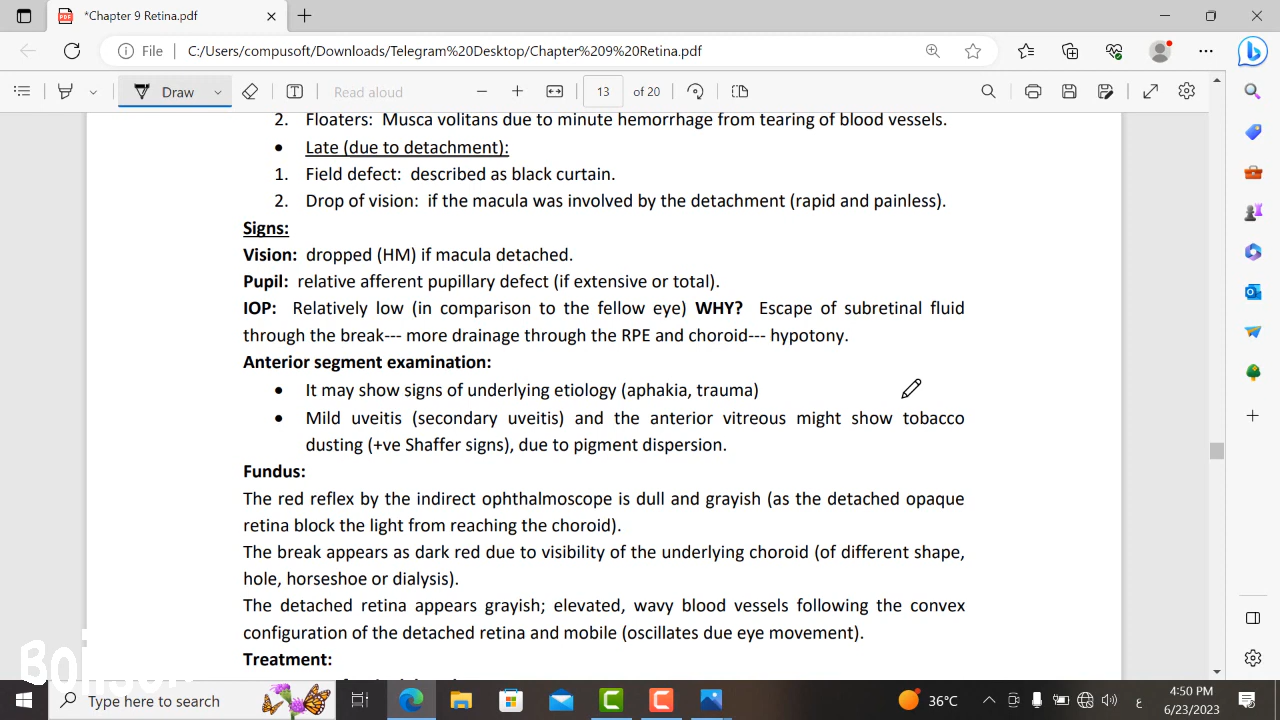 *Chapter 9 Retina.pdf
File
C:/Users/compusoft/Downloads/Telegram%20Desktop/Chapter%209%20Retina.pdf
Draw
Read aloud
13 of 20
2. Floaters: Musca volitans due to minute hemorrhage from tearing of blood vessels.
• Late (due to detachment):
1. Field defect: described as black curtain.
2. Drop of vision: if the macula was involved by the detachment (rapid and painless).
Signs:
Vision: dropped (HM) if macula detached.
Pupil: relative afferent pupillary defect (if extensive or total).
IOP: Relatively low (in comparison to the fellow eye) WHY? Escape of subretinal fluid
through the break--- more drainage through the RPE and choroid--- hypotony.
Anterior segment examination:
• It may show signs of underlying etiology (aphakia, trauma)
• Mild uveitis (secondary uveitis) and the anterior vitreous might show tobacco
dusting (+ve Shaffer signs), due to pigment dispersion.
Fundus:
The red reflex by the indirect ophthalmoscope is dull and grayish (as the detached opaque
retina block the light from reaching the choroid).
The break appears as dark red due to visibility of the underlying choroid (of different shape,
hole, horseshoe or dialysis).
The detached retina appears grayish; elevated, wavy blood vessels following the convex
configuration of the detached retina and mobile (oscillates due eye movement).
Treatment:
Type here to search
36°C
ع
4:50 PM
6/23/2023